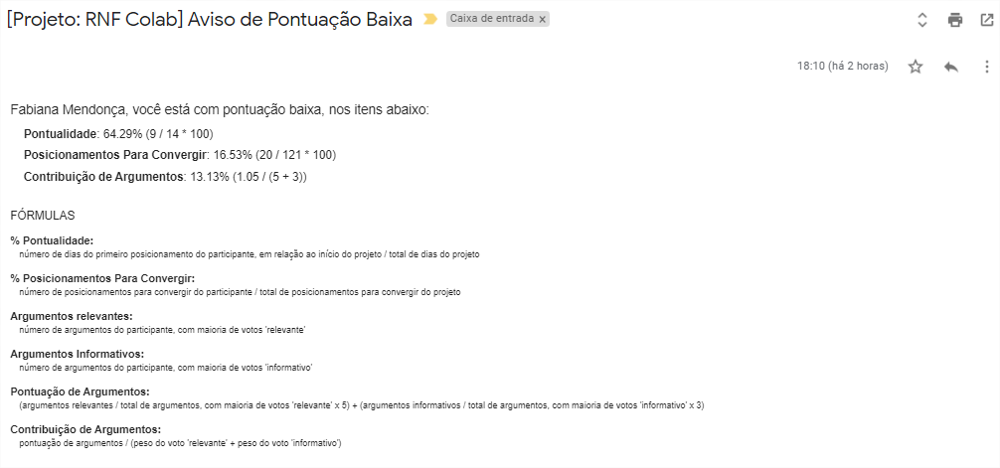 [Projeto: RNF Colab] Aviso de Pontuação Baixa Caixa de entrada x
18:10 (há 2 horas)
Fabiana Mendonça, você está com pontuação baixa, nos itens abaixo:
Pontualidade: 64.29% (9 / 14 * 100)
Posicionamentos Para Convergir: 16.53% (20 / 121 * 100)
Contribuição de Argumentos: 13.13% (1.05 / (5 + 3))
FÓRMULAS
% Pontualidade:
número de dias do primeiro posicionamento do participante, em relação ao início do projeto / total de dias do projeto
% Posicionamentos Para Convergir:
número de posicionamentos para convergir do participante / total de posicionamentos para convergir do projeto
Argumentos relevantes:
número de argumentos do participante, com maioria de votos 'relevante'
Argumentos Informativos:
número de argumentos do participante, com maioria de votos 'informativo'
Pontuação de Argumentos:
(argumentos relevantes / total de argumentos, com maioria de votos 'relevante' x 5) + (argumentos informativos / total de argumentos, com maioria de votos 'informativo' x 3)
Contribuição de Argumentos:
pontuação de argumentos / (peso do voto 'relevante' + peso do voto 'informativo')